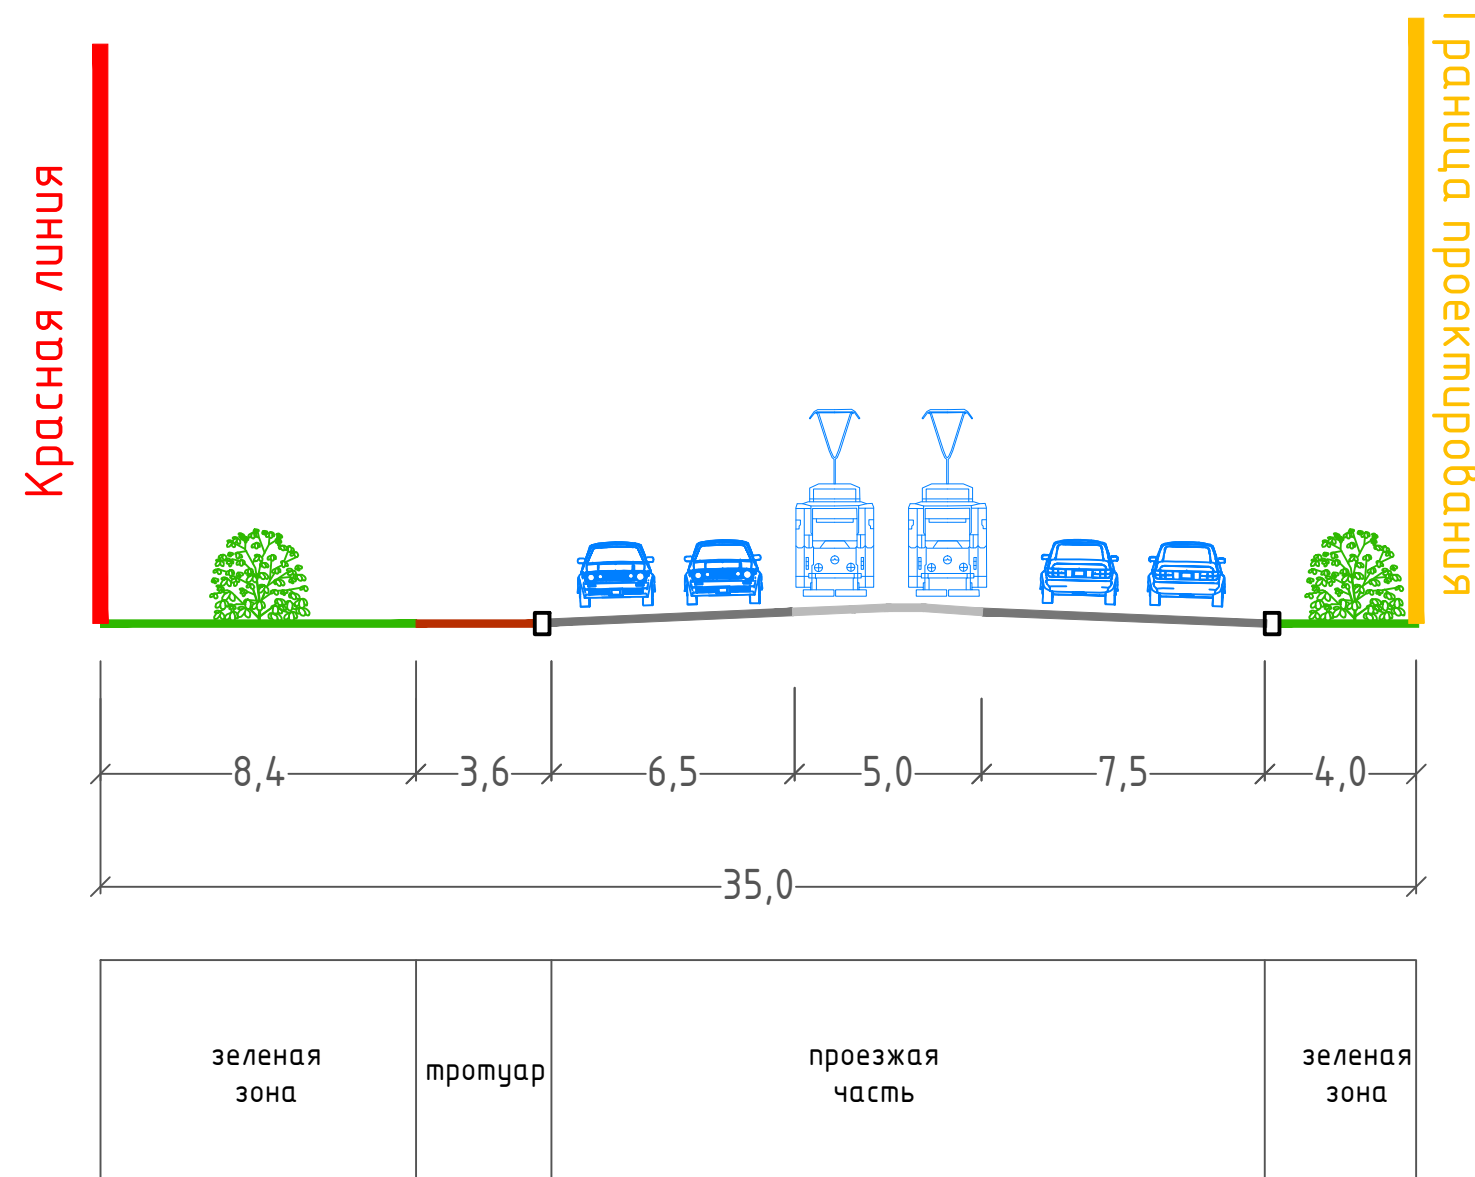 Красная линия
Граница проектирования
8,4
3,6
6,5
5,0
7,5
4,0
35,0
зеленая
зона
тротуар
проезжая
часть
зеленая
зона